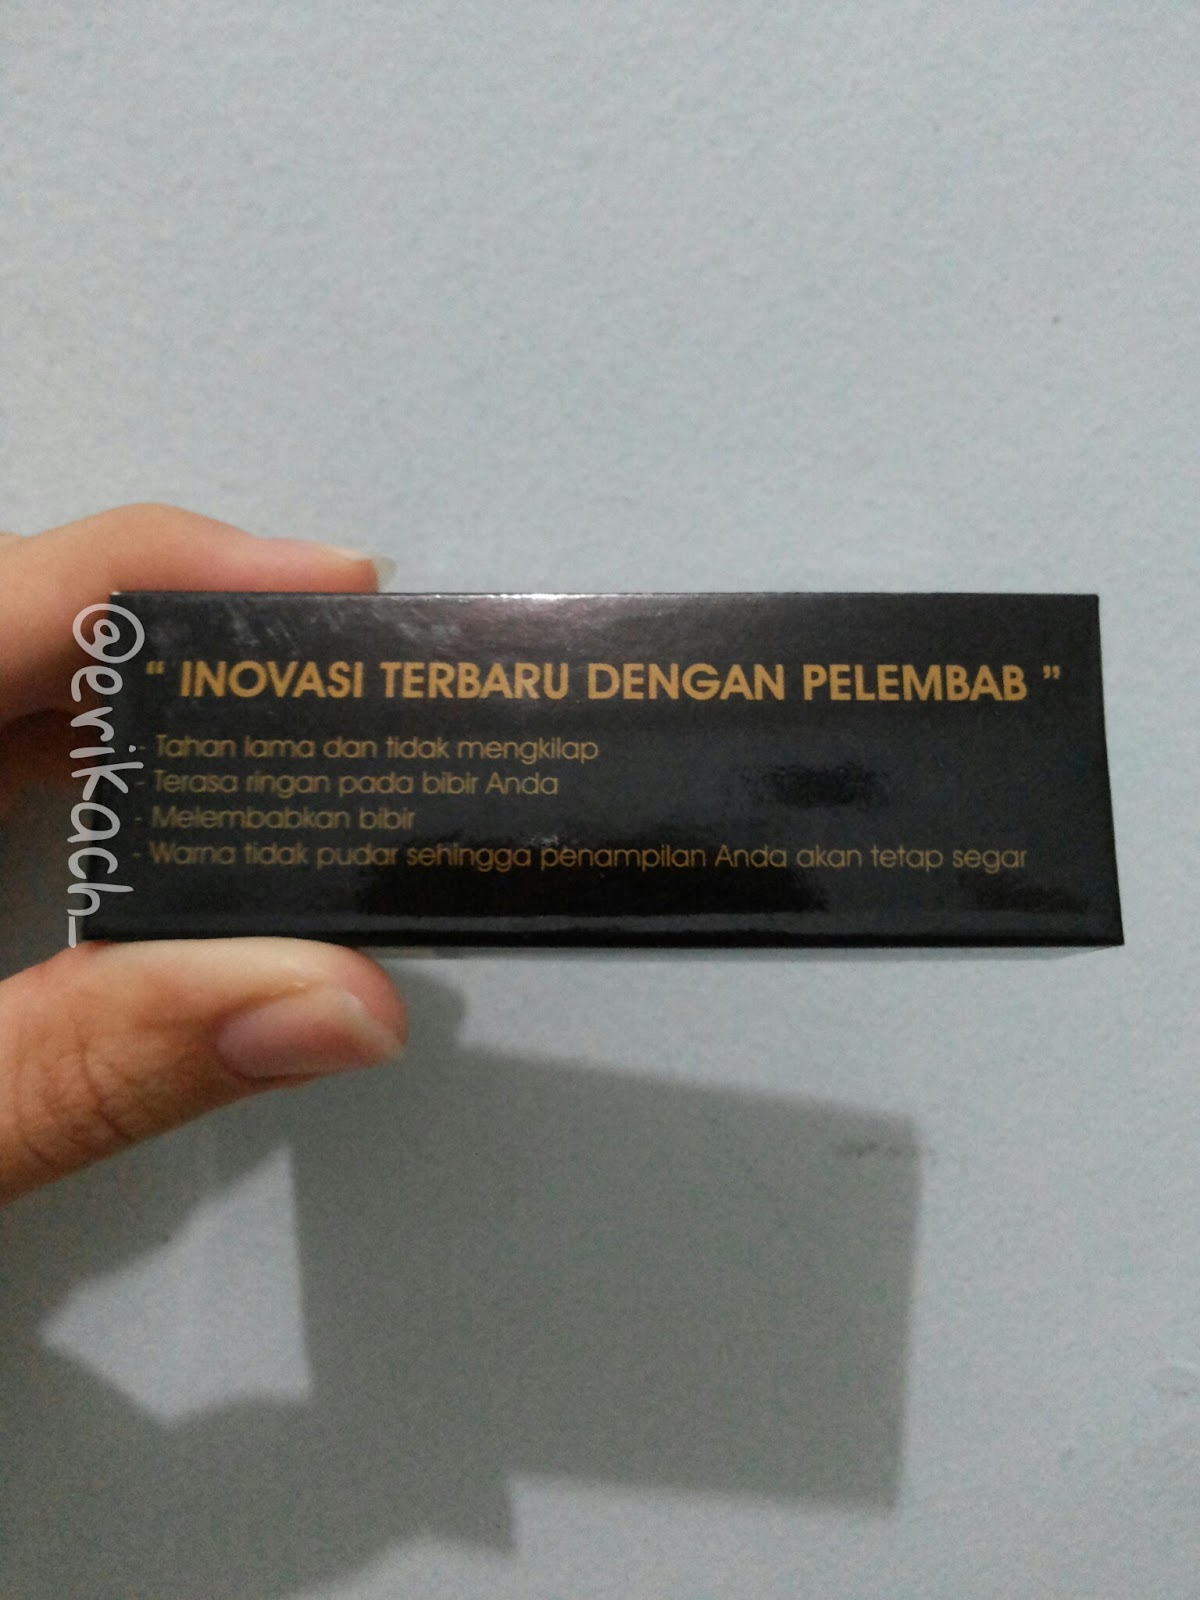 “ INOVASI TERBARU DENGAN PELEMBAB ”
- Tahan lama dan tidak mengkilap
- Terasa ringan pada bibir Anda
- Melembabkan bibir
- Warna tidak pudar sehingga penampilan Anda akan tetap segar
@erikach_